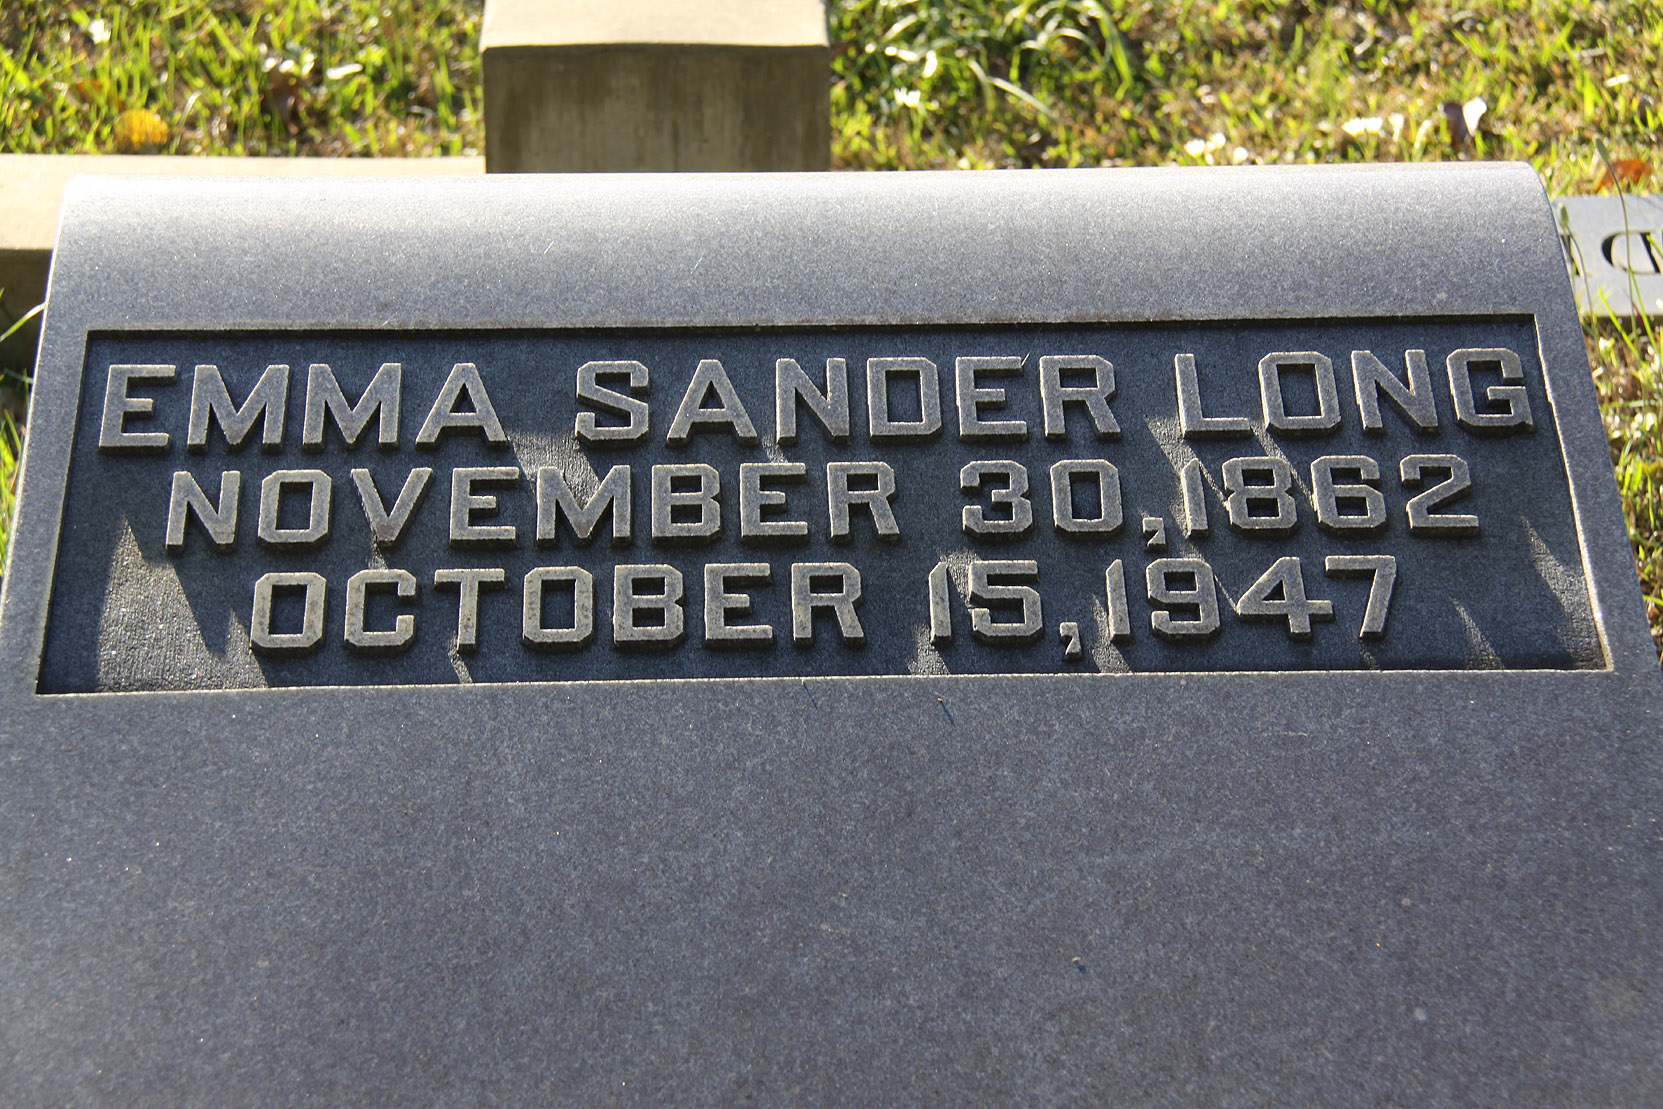 EMMA SANDER LONG
NOVEMBER 30, 1862
OCTOBER 15, 1947